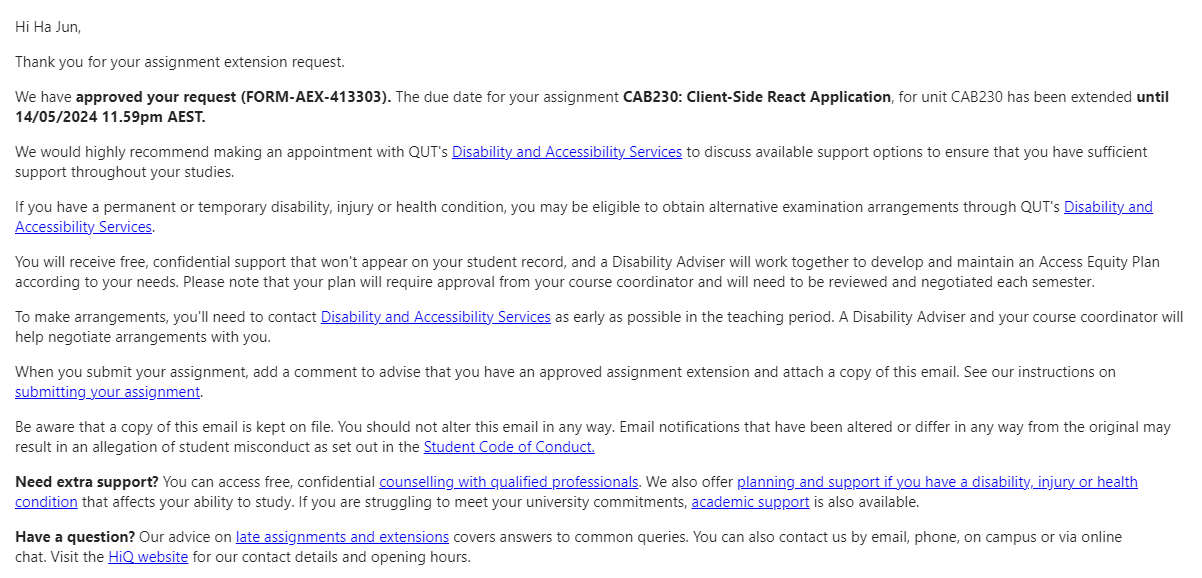 Hi Ha Jun,
Thank you for your assignment extension request.
We have approved your request (FORM-AEX-413303). The due date for your assignment CAB230: Client-Side React Application, for unit CAB230 has been extended until
14/05/2024 11.59pm AEST.
We would highly recommend making an appointment with QUT's Disability and Accessibility Services to discuss available support options to ensure that you have sufficient
support throughout your studies.
If you have a permanent or temporary disability, injury or health condition, you may be eligible to obtain alternative examination arrangements through QUT's Disability and
Accessibility Services.
You will receive free, confidential support that won't appear on your student record, and a Disability Adviser will work together to develop and maintain an Access Equity Plan
according to your needs. Please note that your plan will require approval from your course coordinator and will need to be reviewed and negotiated each semester.
To make arrangements, you'll need to contact Disability and Accessibility Services as early as possible in the teaching period. A Disability Adviser and your course coordinator will
help negotiate arrangements with you.
When you submit your assignment, add a comment to advise that you have an approved assignment extension and attach a copy of this email. See our instructions on
submitting your assignment.
Be aware that a copy of this email is kept on file. You should not alter this email in any way. Email notifications that have been altered or differ in any way from the original may
result in an allegation of student misconduct as set out in the Student Code of Conduct.
Need extra support? You can access free, confidential counselling with qualified professionals. We also offer planning and support if you have a disability, injury or health
condition that affects your ability to study. If you are struggling to meet your university commitments, academic support is also available.
Have a question? Our advice on late assignments and extensions covers answers to common queries. You can also contact us by email, phone, on campus or via online
chat. Visit the HiQ website for our contact details and opening hours.